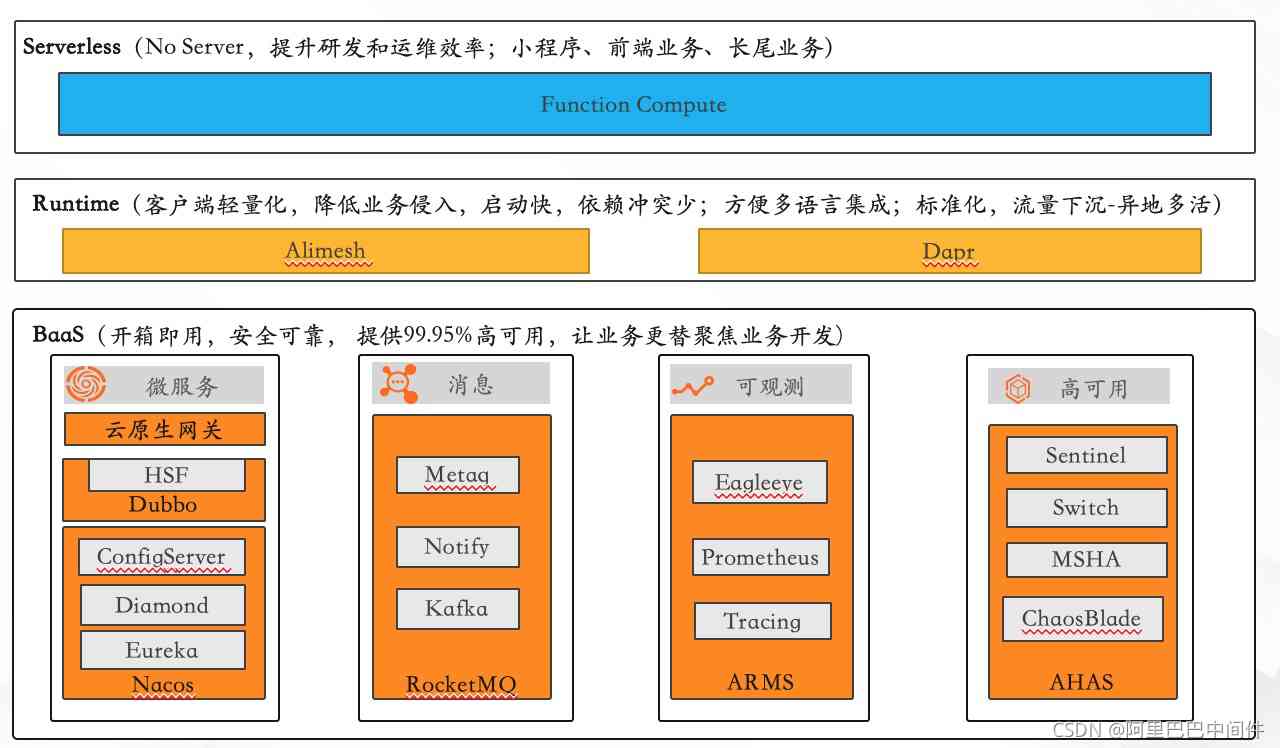 Serverless（No Server，提升研发和运维效率；小程序、前端业务、长尾业务）
Function Compute
Runtime（客户端轻量化，降低业务侵入，启动快，依赖冲突少；方便多语言集成；标准化，流量下沉-异地多活）
Alimesh
Dapr
BaaS（开箱即用，安全可靠， 提供99.95%高可用，让业务更替聚焦业务开发）
微服务
云原生网关
HSF
Dubbo
ConfigServer
Diamond
Eureka
Nacos
消息
Metaq
Notify
Kafka
RocketMQ
可观测
Eagleeye
Prometheus
Tracing
ARMS
高可用
Sentinel
Switch
MSHA
ChaosBlade
AHAS
CSDN @阿里巴巴中间件